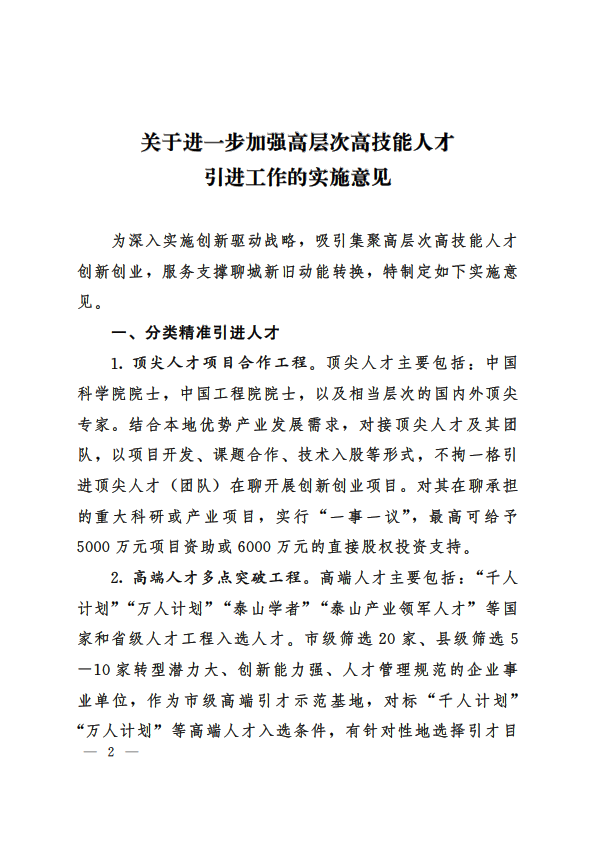 关于进一步加强高层次高技能人才
引进工作的实施意见
为深入实施创新驱动战略，吸引集聚高层次高技能人才
创新创业，服务支撑聊城新旧动能转换，特制定如下实施意
见。
一、分类精准引进人才
1. 顶尖人才项目合作工程。顶尖人才主要包括：中国
科学院院士，中国工程院院士，以及相当层次的国内外顶尖
专家。结合本地优势产业发展需求，对接顶尖人才及其团
队，以项目开发、课题合作、技术入股等形式，不拘一格引
进顶尖人才（团队）在聊开展创新创业项目。对其在聊承担
的重大科研或产业项目，实行“一事一议”，最高可给予
5000 万元项目资助或 6000 万元的直接股权投资支持。
2. 高端人才多点突破工程。高端人才主要包括：“千人
计划”“万人计划”“泰山学者”“泰山产业领军人才”等国
家和省级人才工程入选人才。市级筛选 20 家、县级筛选 5
—10 家转型潜力大、创新能力强、人才管理规范的企业事
业单位，作为市级高端引才示范基地，对标“千人计划”
“万人计划”等高端人才入选条件，有针对性地选择引才目
— 2 —